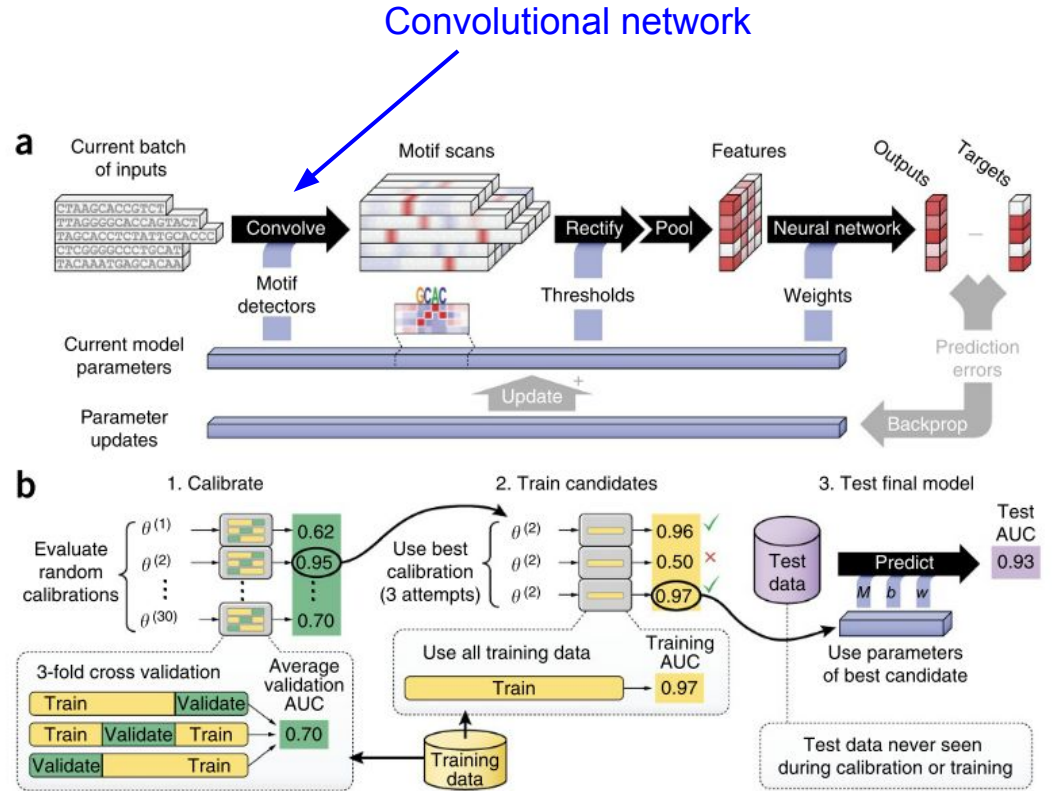 Convolutional network
a
Current batch
of inputs
Motif scans
Features
Outputs
Targets
CTAAGCACCGTCT
TTAGGGGCACCAGTACT
TAGCACCTCTATTGCACCC
CTCGGGGCCCTGCAT
TACAAATGAGCACAA
Convolve
Rectify
Pool
Neural network
–
Motif
detectors
GCAC
Thresholds
Weights
Current model
parameters
Prediction
errors
Update
+
Parameter
updates
Backprop
b
1. Calibrate
2. Train candidates
3. Test final model
Evaluate
random
calibrations
θ(1)
0.62
θ(2)
0.95
⋮
⋮
θ(30)
0.70
Use best
calibration
(3 attempts)
θ(2)
0.96 ✓
θ(2)
0.50 ×
θ(2)
0.97 ✓
Test
data
Predict
Test
AUC
0.93
M b w
Use parameters
of best candidate
3-fold cross validation
Average
validation
AUC
Train Validate
Train Validate Train
Validate Train
0.70
Use all training data
Training
AUC
Train
0.97
Training
data
Test data never seen
during calibration or training